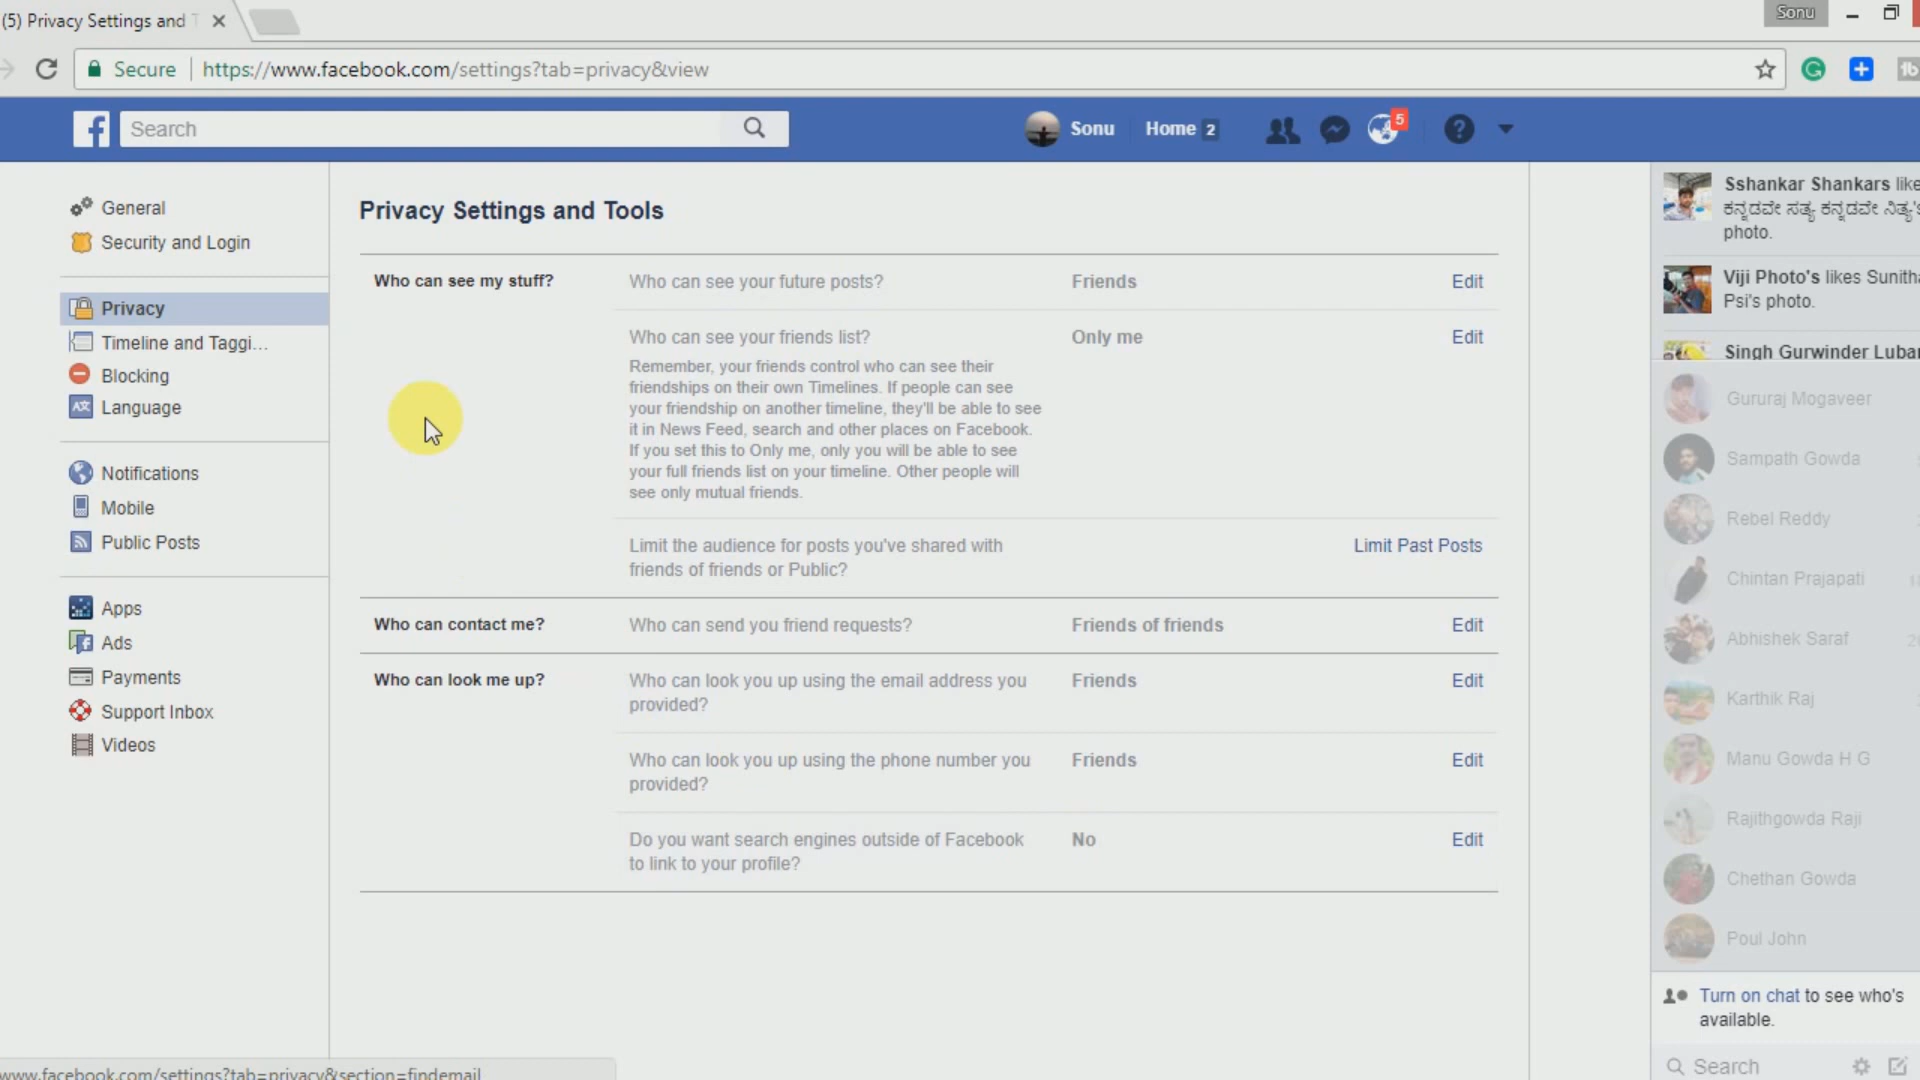 (5) Privacy Settings and T
Sonu
Secure
https://www.facebook.com/settings?tab=privacy&view
Search
Sonu
Home 2
5
General
Security and Login
Privacy
Timeline and Taggi...
Blocking
Language
Notifications
Mobile
Public Posts
Apps
Ads
Payments
Support Inbox
Videos
Privacy Settings and Tools
Who can see my stuff?
Who can see your future posts?
Friends
Edit
Who can see your friends list?
Only me
Edit
Remember, your friends control who can see their
friendships on their own Timelines. If people can see
your friendship on another timeline, they'll be able to see
it in News Feed, search and other places on Facebook.
If you set this to Only me, only you will be able to see
your full friends list on your timeline. Other people will
see only mutual friends.
Limit the audience for posts you've shared with
friends of friends or Public?
Limit Past Posts
Who can contact me?
Who can send you friend requests?
Friends of friends
Edit
Who can look me up?
Who can look you up using the email address you
provided?
Friends
Edit
Who can look you up using the phone number you
provided?
Friends
Edit
Do you want search engines outside of Facebook
to link to your profile?
No
Edit
Sshankar Shankars like
ಕನ್ನಡವೇ ಸತ್ಯ ಕನ್ನಡವೇ ನಿತ್ಯ's
photo.
Viji Photo's likes Sunitha
Psi's photo.
Singh Gurwinder Lubar
Gururaj Mogaveer
Sampath Gowda
Rebel Reddy
Chintan Prajapati
Abhishek Saraf
Karthik Raj
Manu Gowda H G
Rajithgowda Raji
Chethan Gowda
Poul John
Turn on chat to see who's
available.
Search
www.facebook.com/settings?tab=privacy&section=findemail